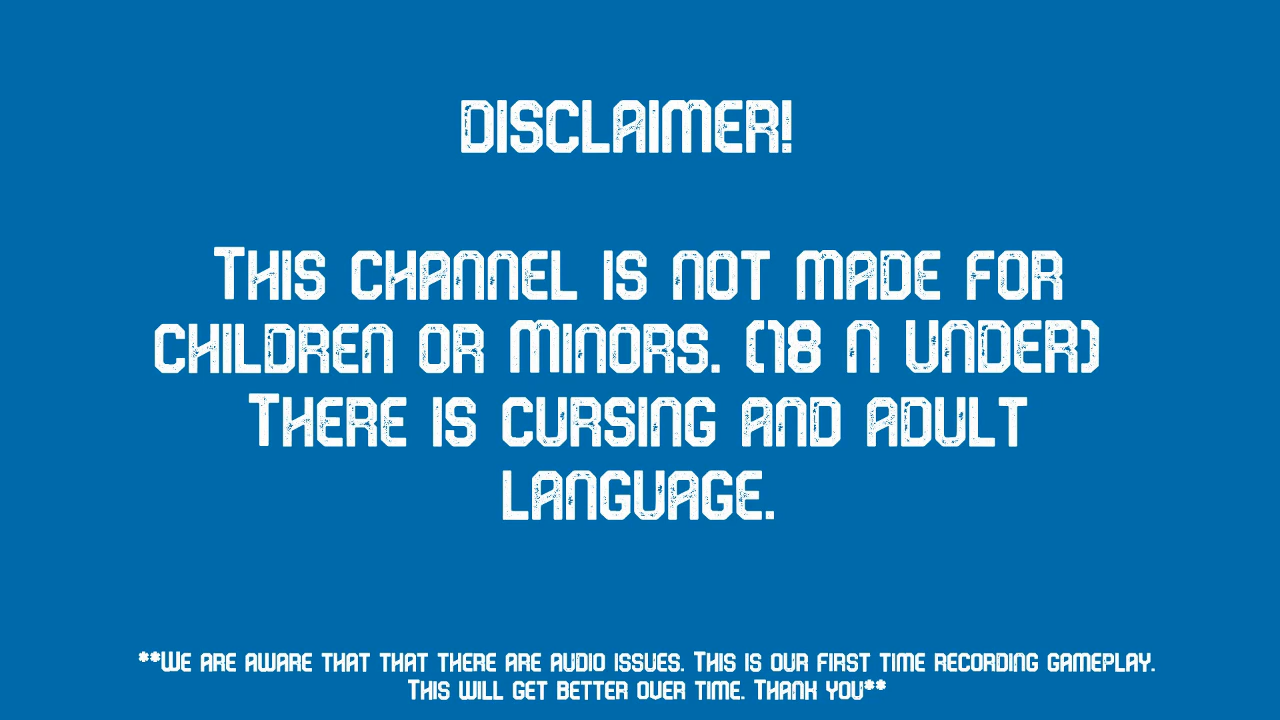 DISCLAIMER!
THIS CHANNEL IS NOT MADE FOR
CHILDREN OR MINORS. (18 N UNDER)
THERE IS CURSING AND ADULT
LANGUAGE.
**WE ARE AWARE THAT THAT THERE ARE AUDIO ISSUES. THIS IS OUR FIRST TIME RECORDING GAMEPLAY.
THIS WILL GET BETTER OVER TIME. THANK YOU**